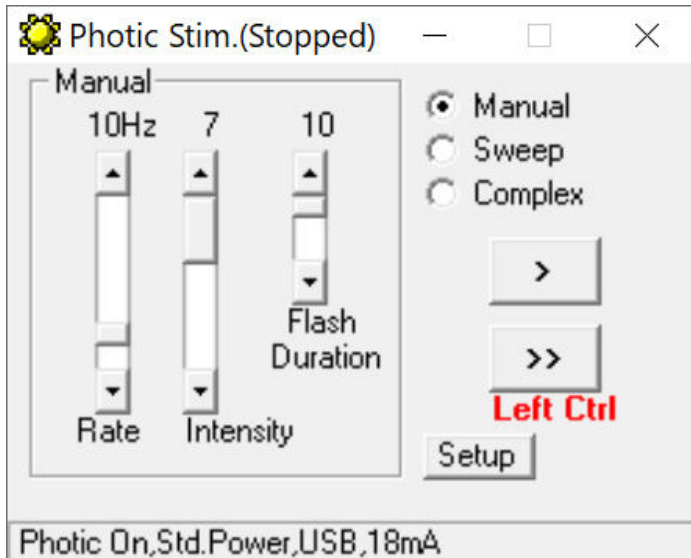 Photic Stim.(Stopped)
Manual
10Hz 7 10
Manual
Sweep
Complex
>
>>
Left Ctrl
Flash
Duration
Rate Intensity
Setup
Photic On,Std.Power,USB,18mA